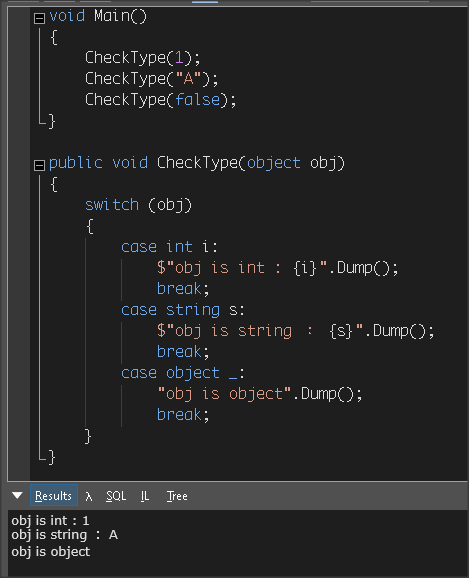 void Main()
{
    CheckType(1);
    CheckType("A");
    CheckType(false);
}

public void CheckType(object obj)
{
    switch (obj)
    {
        case int i:
            $"obj is int : {i}".Dump();
            break;
        case string s:
            $"obj is string : {s}".Dump();
            break;
        case object _:
            "obj is object".Dump();
            break;
    }
}
▼ Results λ SQL IL Tree
obj is int : 1
obj is string : A
obj is object